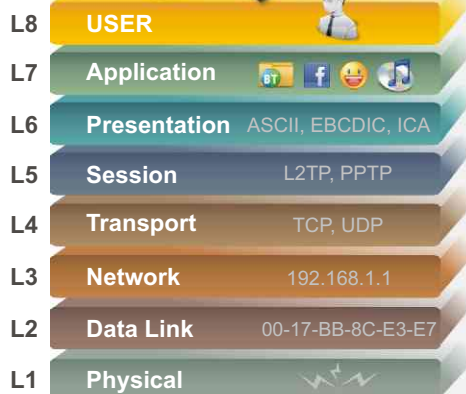 L8 USER
L7 Application BT f
L6 Presentation ASCII, EBCDIC, ICA
L5 Session L2TP, PPTP
L4 Transport TCP, UDP
L3 Network 192.168.1.1
L2 Data Link 00-17-BB-8C-E3-E7
L1 Physical